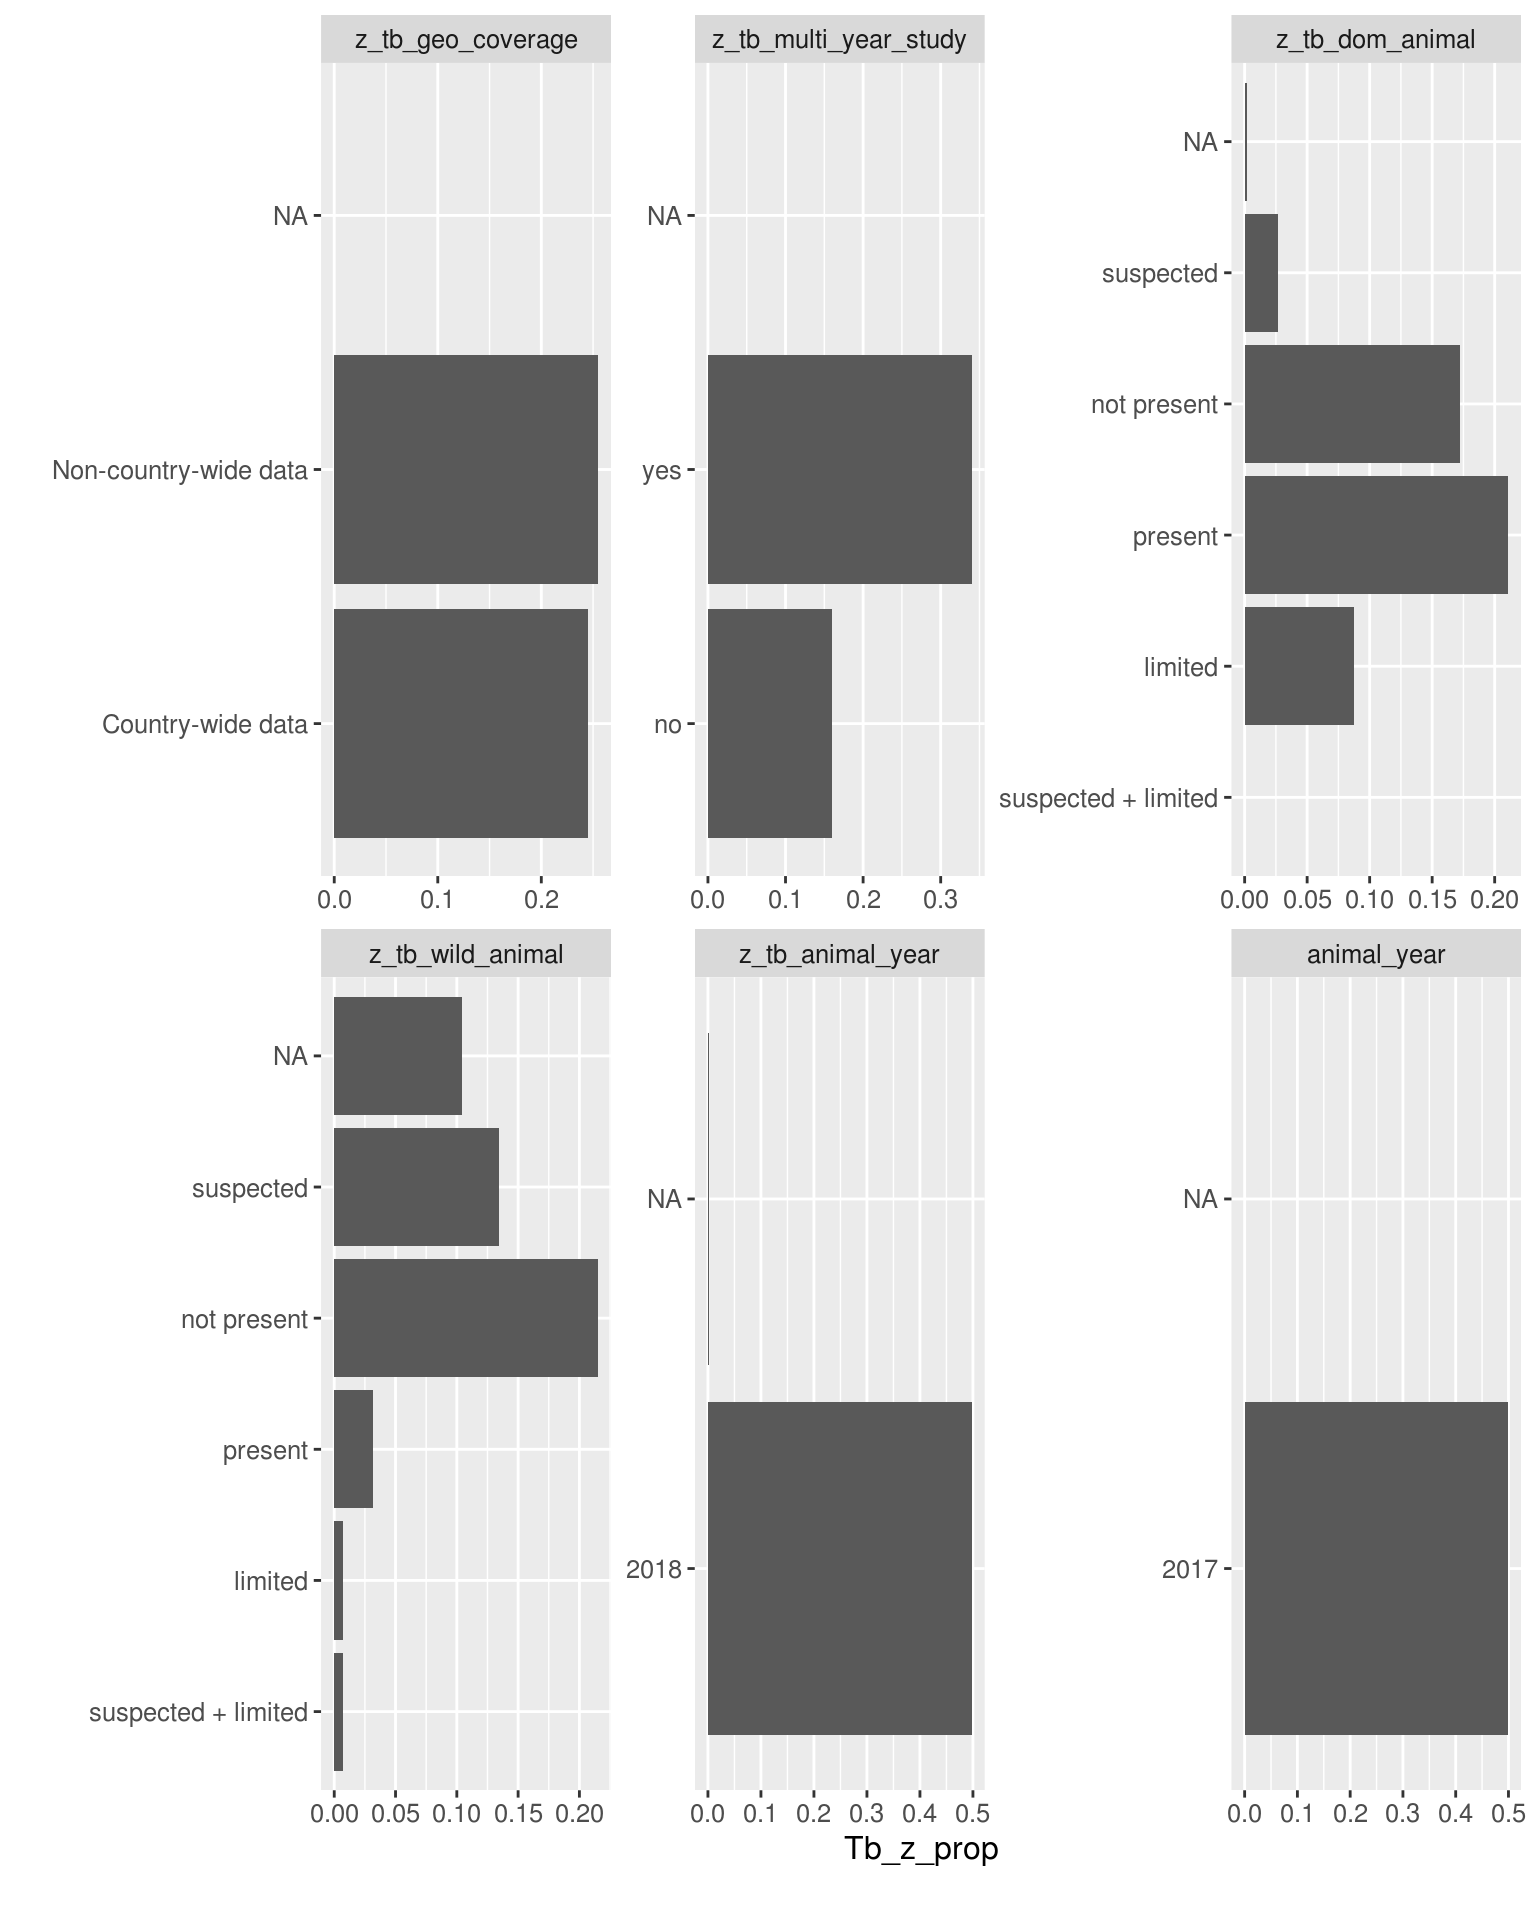 z_tb_geo_coverage
NA
Non-country-wide data
Country-wide data
0.0 0.1 0.2
z_tb_multi_year_study
NA
yes
no
0.0 0.1 0.2 0.3
z_tb_dom_animal
NA
suspected
not present
present
limited
suspected + limited
0.00 0.05 0.10 0.15 0.20
z_tb_wild_animal
NA
suspected
not present
present
limited
suspected + limited
0.00 0.05 0.10 0.15 0.20
z_tb_animal_year
NA
2018
0.0 0.1 0.2 0.3 0.4 0.5
animal_year
NA
2017
0.0 0.1 0.2 0.3 0.4 0.5
Tb_z_prop